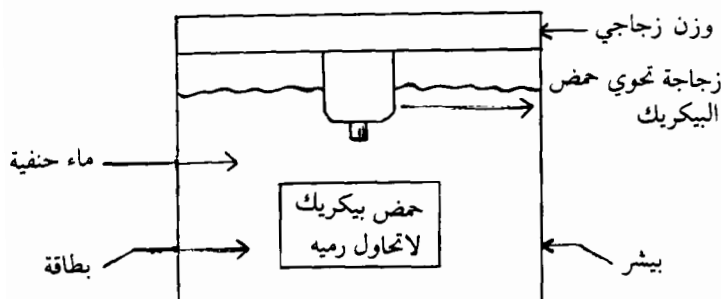 وزن زجاجي
زجاجة تحوي حمض
البيكريك
ماء حنفية
حمض بيكريك
لاتحاول رميه
بطاقة
بيشر